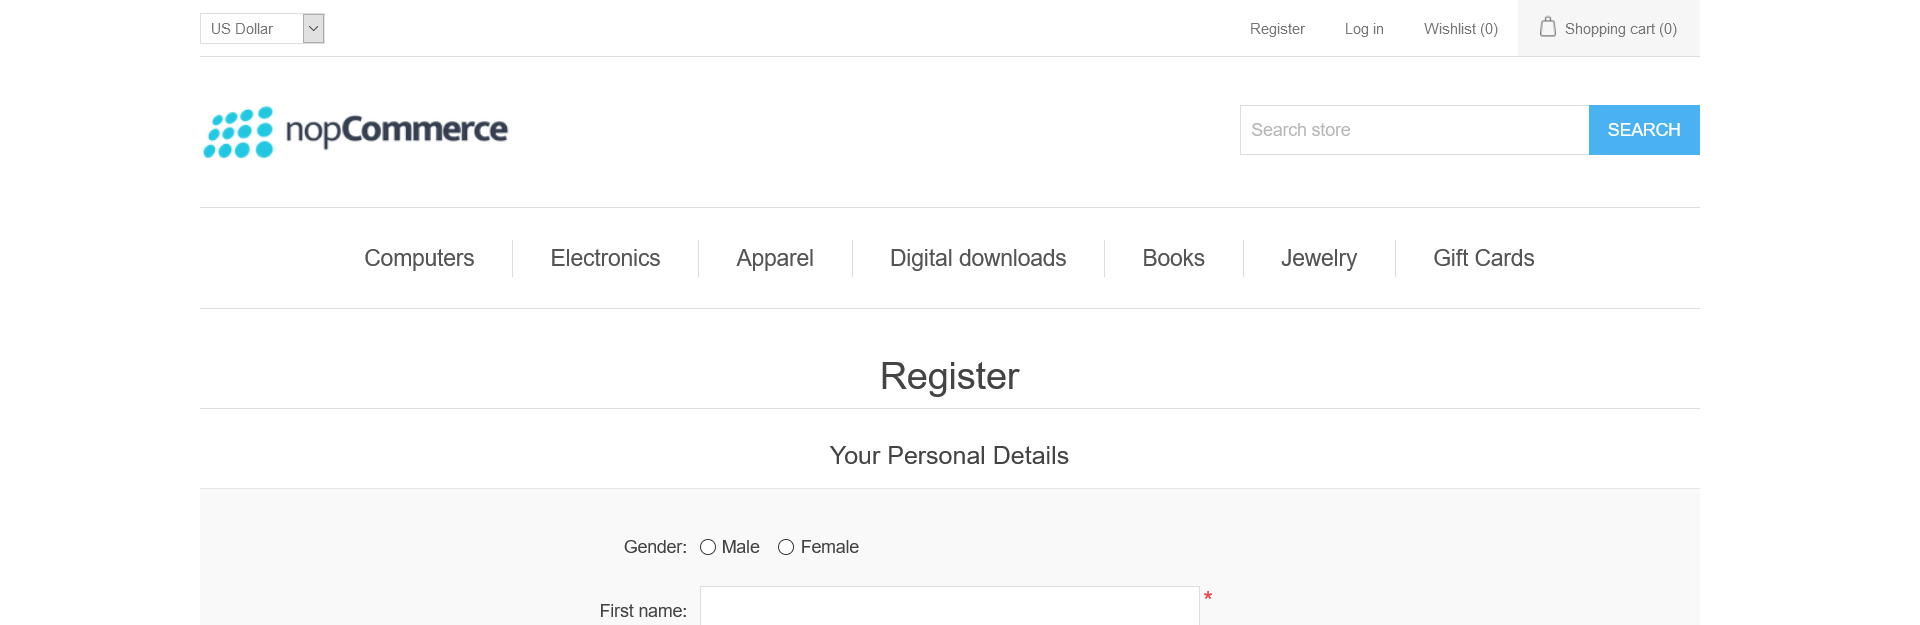 US Dollar Register Log in Wishlist (0) Shopping cart (0)
nopCommerce Search store SEARCH
Computers Electronics Apparel Digital downloads Books Jewelry Gift Cards
Register
Your Personal Details
Gender: Male Female
First name: *